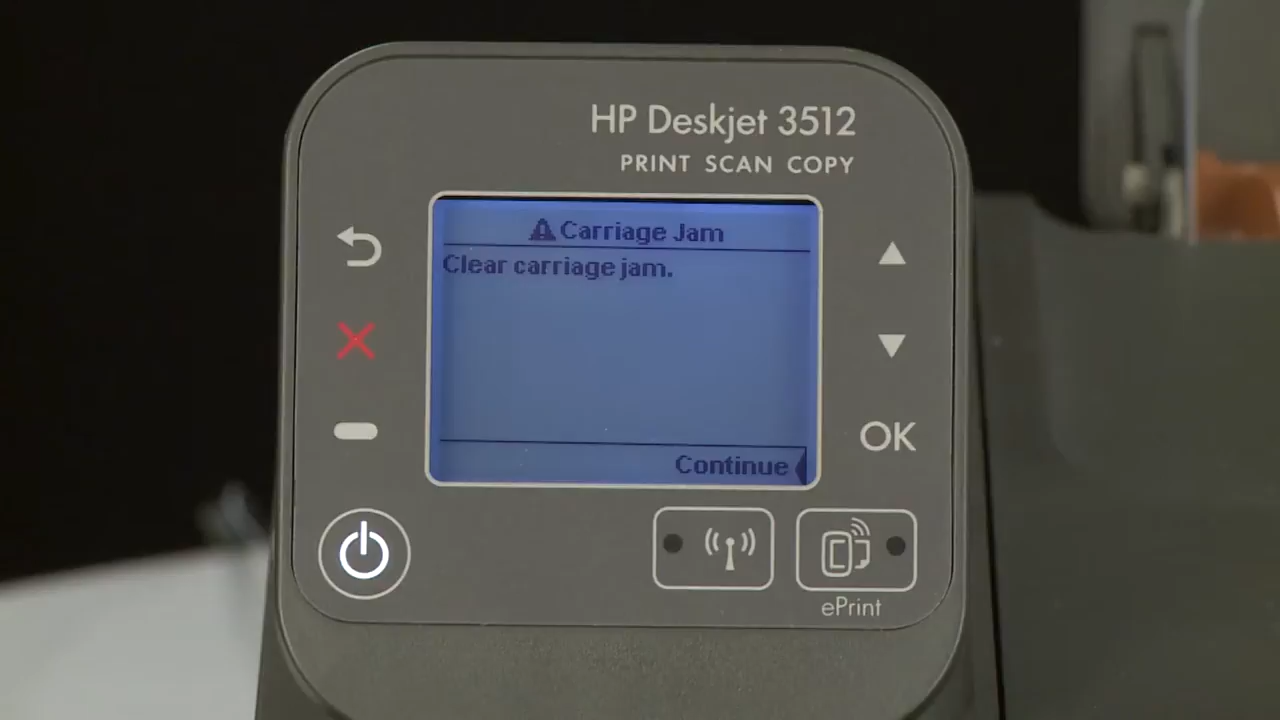 HP Deskjet 3512
PRINT SCAN COPY
Carriage Jam
Clear carriage jam.
Continue
OK
ePrint